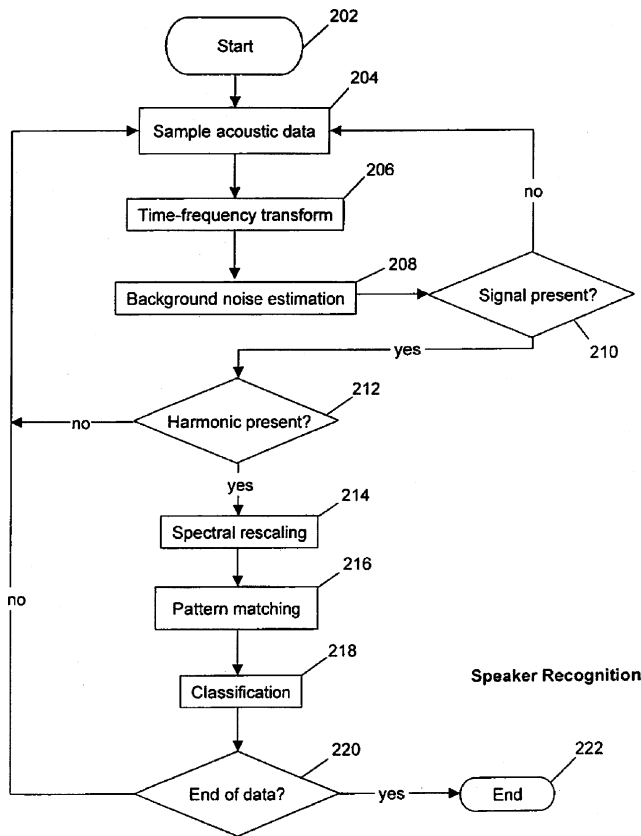 202
Start
204
Sample acoustic data
206
no
Time-frequency transform
208
Background noise estimation
Signal present?
210
yes
212
Harmonic present?
no
yes
214
Spectral rescaling
216
no
Pattern matching
218
Speaker Recognition
Classification
220
222
End of data?
yes
End